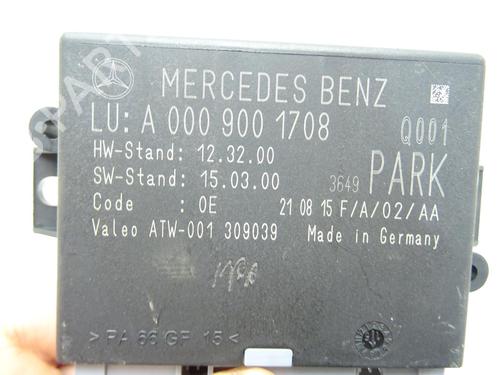 MERCEDES BENZ
LU: A 000 900 1708 Q001
HW-Stand: 12.32.00
SW-Stand: 15.03.00 3649 PARK
Code : 0E 21 08 15 F/A/02/AA
Valeo ATW-001 309039 Made in Germany
>PA 66 GF 15<